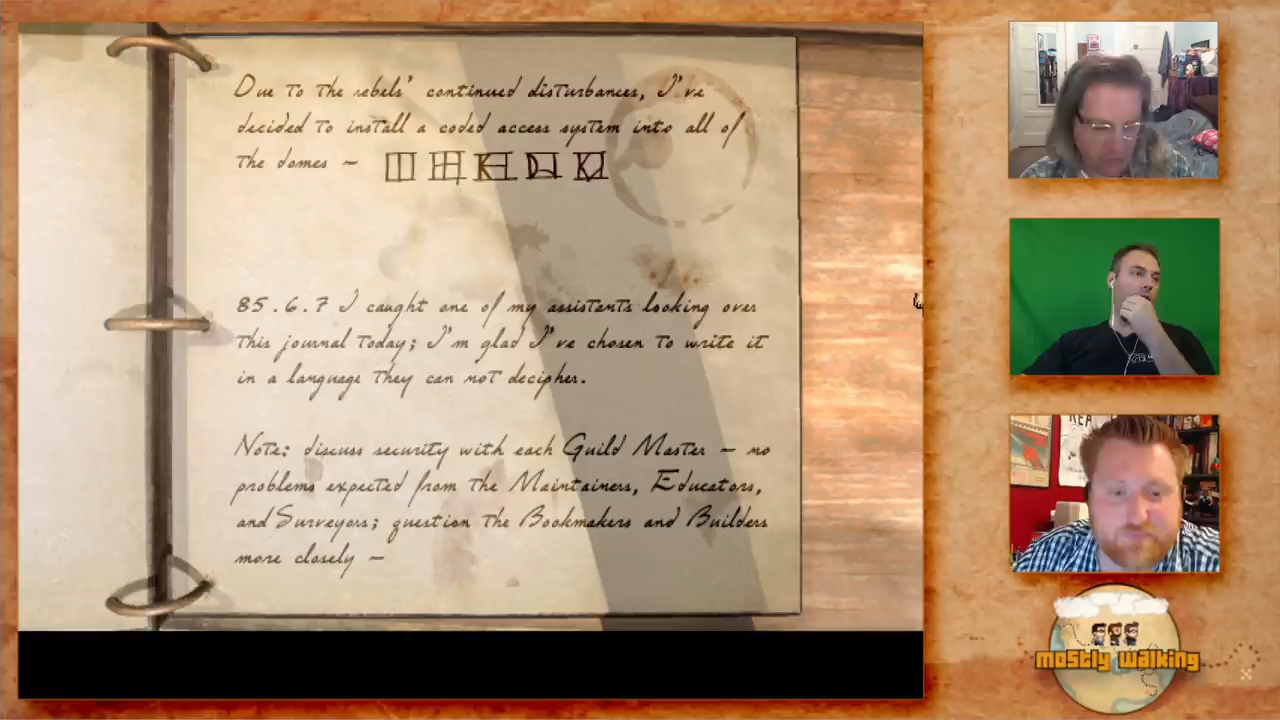 Due to the rebels' continued disturbances, I've
decided to install a coded access system into all of
the domes –
85.6.7 I caught one of my assistants looking over
this journal today; I'm glad I've chosen to write it
in a language they can not decipher.
Note: discuss security with each Guild Master – no
problems expected from the Maintainers, Educators,
and Surveyors; question the Bookmakers and Builders
more closely –
mostly walking